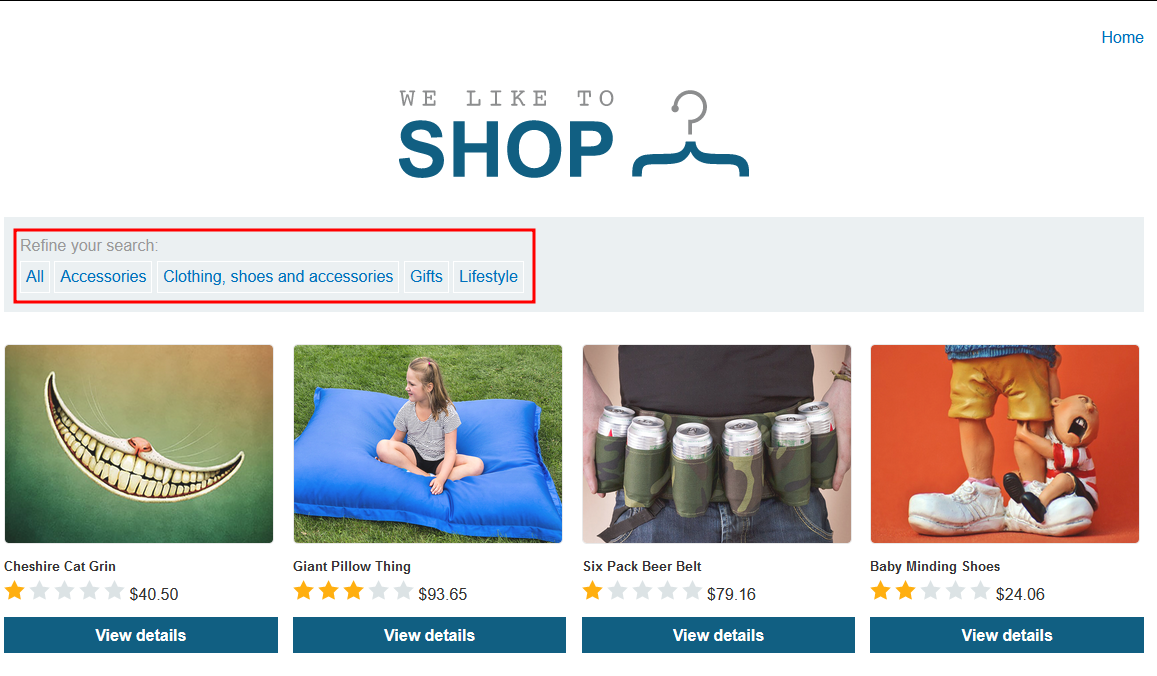 Home
WE LIKE TO
SHOP
Refine your search:
All Accessories Clothing, shoes and accessories Gifts Lifestyle
Cheshire Cat Grin Giant Pillow Thing Six Pack Beer Belt Baby Minding Shoes
$40.50 $93.65 $79.16 $24.06
View details View details View details View details